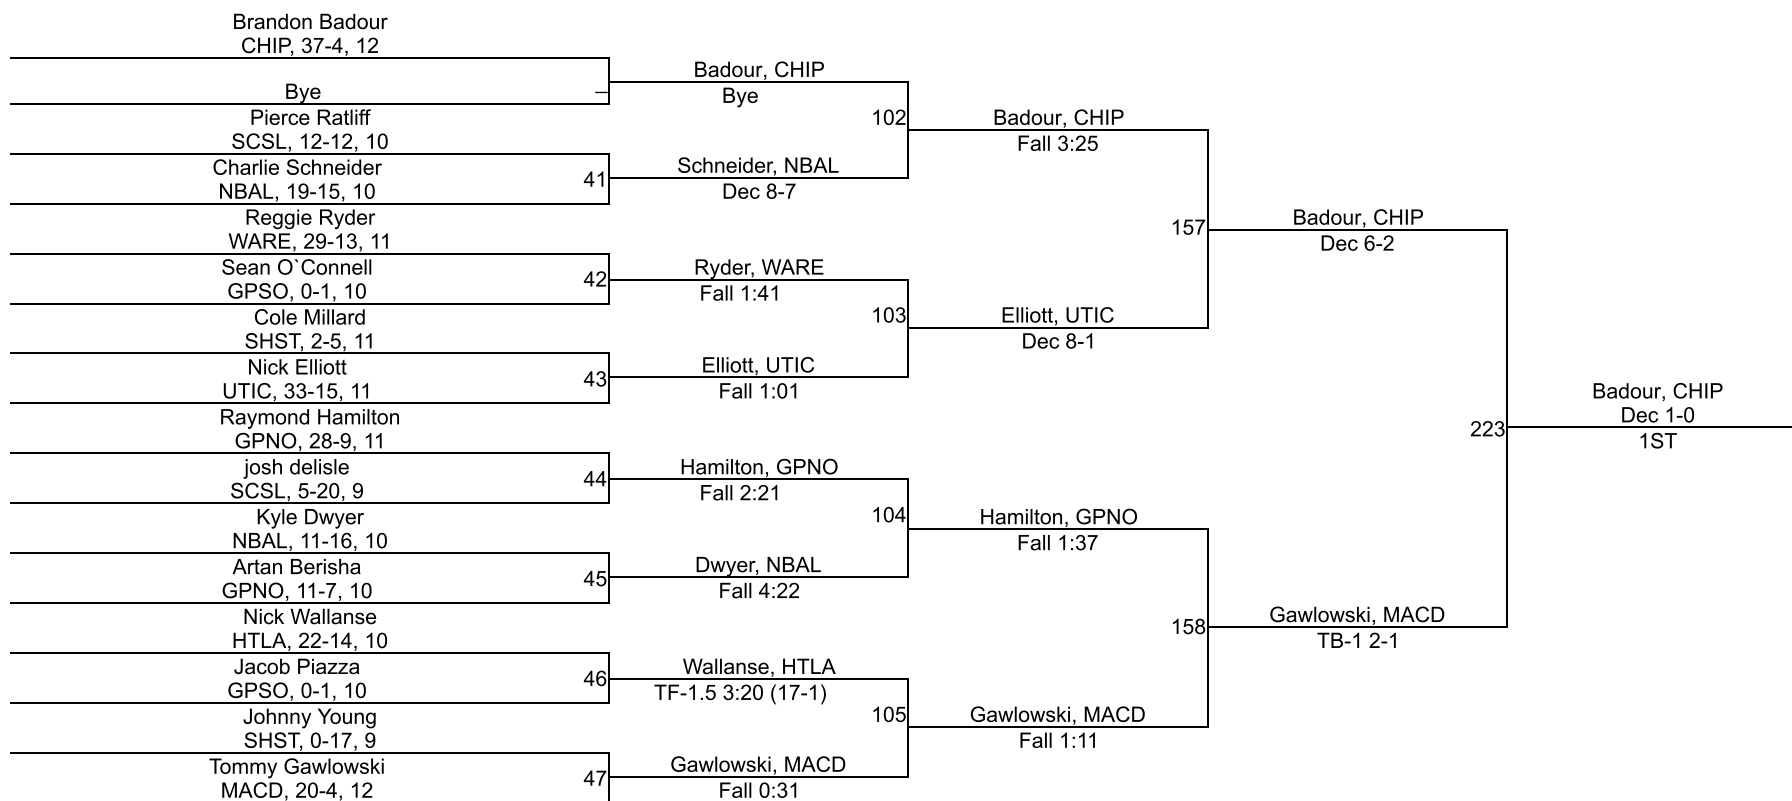 Brandon Badour
CHIP, 37-4, 12
Bye
Pierce Ratliff
SCSL, 12-12, 10
Charlie Schneider
NBAL, 19-15, 10
Reggie Ryder
WARE, 29-13, 11
Sean O`Connell
GPSO, 0-1, 10
Cole Millard
SHST, 2-5, 11
Nick Elliott
UTIC, 33-15, 11
Raymond Hamilton
GPNO, 28-9, 11
josh delisle
SCSL, 5-20, 9
Kyle Dwyer
NBAL, 11-16, 10
Artan Berisha
GPNO, 11-7, 10
Nick Wallanse
HTLA, 22-14, 10
Jacob Piazza
GPSO, 0-1, 10
Johnny Young
SHST, 0-17, 9
Tommy Gawlowski
MACD, 20-4, 12
–
41
42
43
44
45
46
47
Badour, CHIP
Bye
Schneider, NBAL
Dec 8-7
Ryder, WARE
Fall 1:41
Elliott, UTIC
Fall 1:01
Hamilton, GPNO
Fall 2:21
Dwyer, NBAL
Fall 4:22
Wallanse, HTLA
TF-1.5 3:20 (17-1)
Gawlowski, MACD
Fall 0:31
102
103
104
105
Badour, CHIP
Fall 3:25
Elliott, UTIC
Dec 8-1
Hamilton, GPNO
Fall 1:37
Gawlowski, MACD
Fall 1:11
157
158
Badour, CHIP
Dec 6-2
Gawlowski, MACD
TB-1 2-1
223
Badour, CHIP
Dec 1-0
1ST